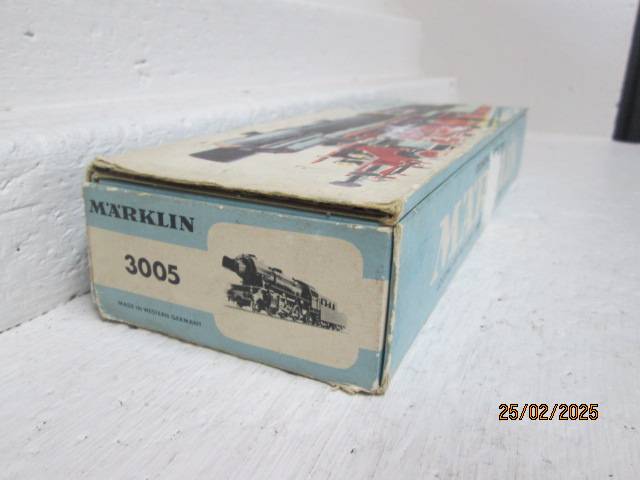 MÄRKLIN
3005
MADE IN WESTERN GERMANY
25/02/2025